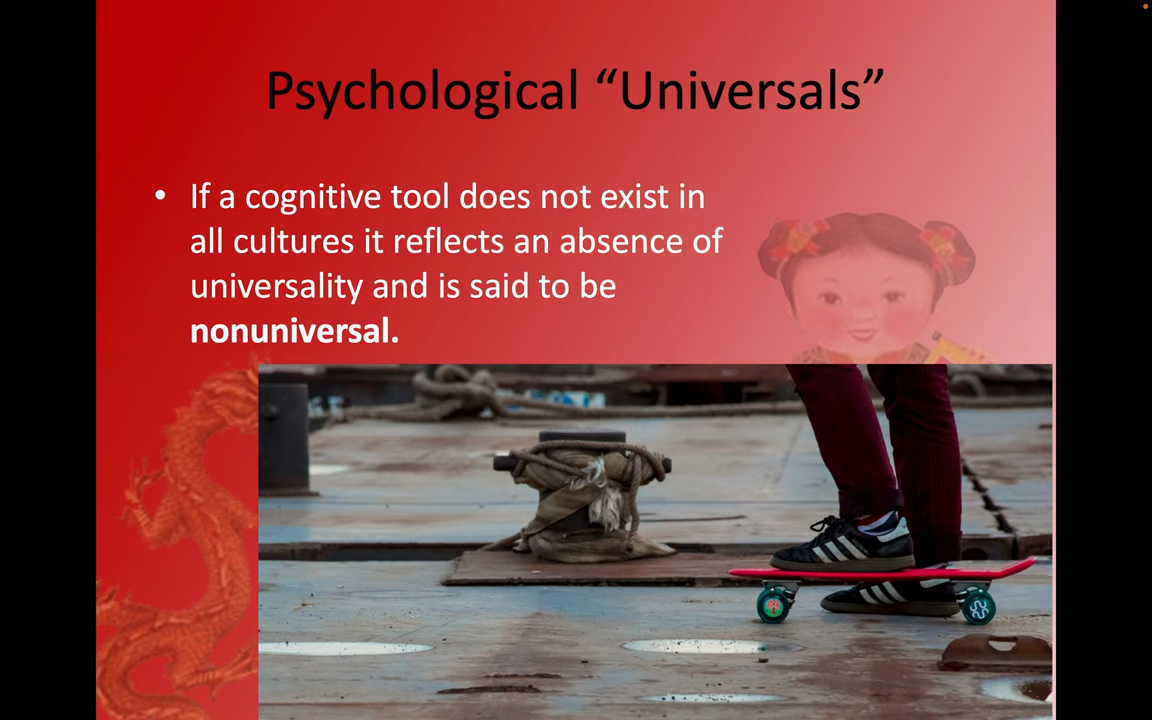 Psychological “Universals”
• If a cognitive tool does not exist in
all cultures it reflects an absence of
universality and is said to be
nonuniversal.